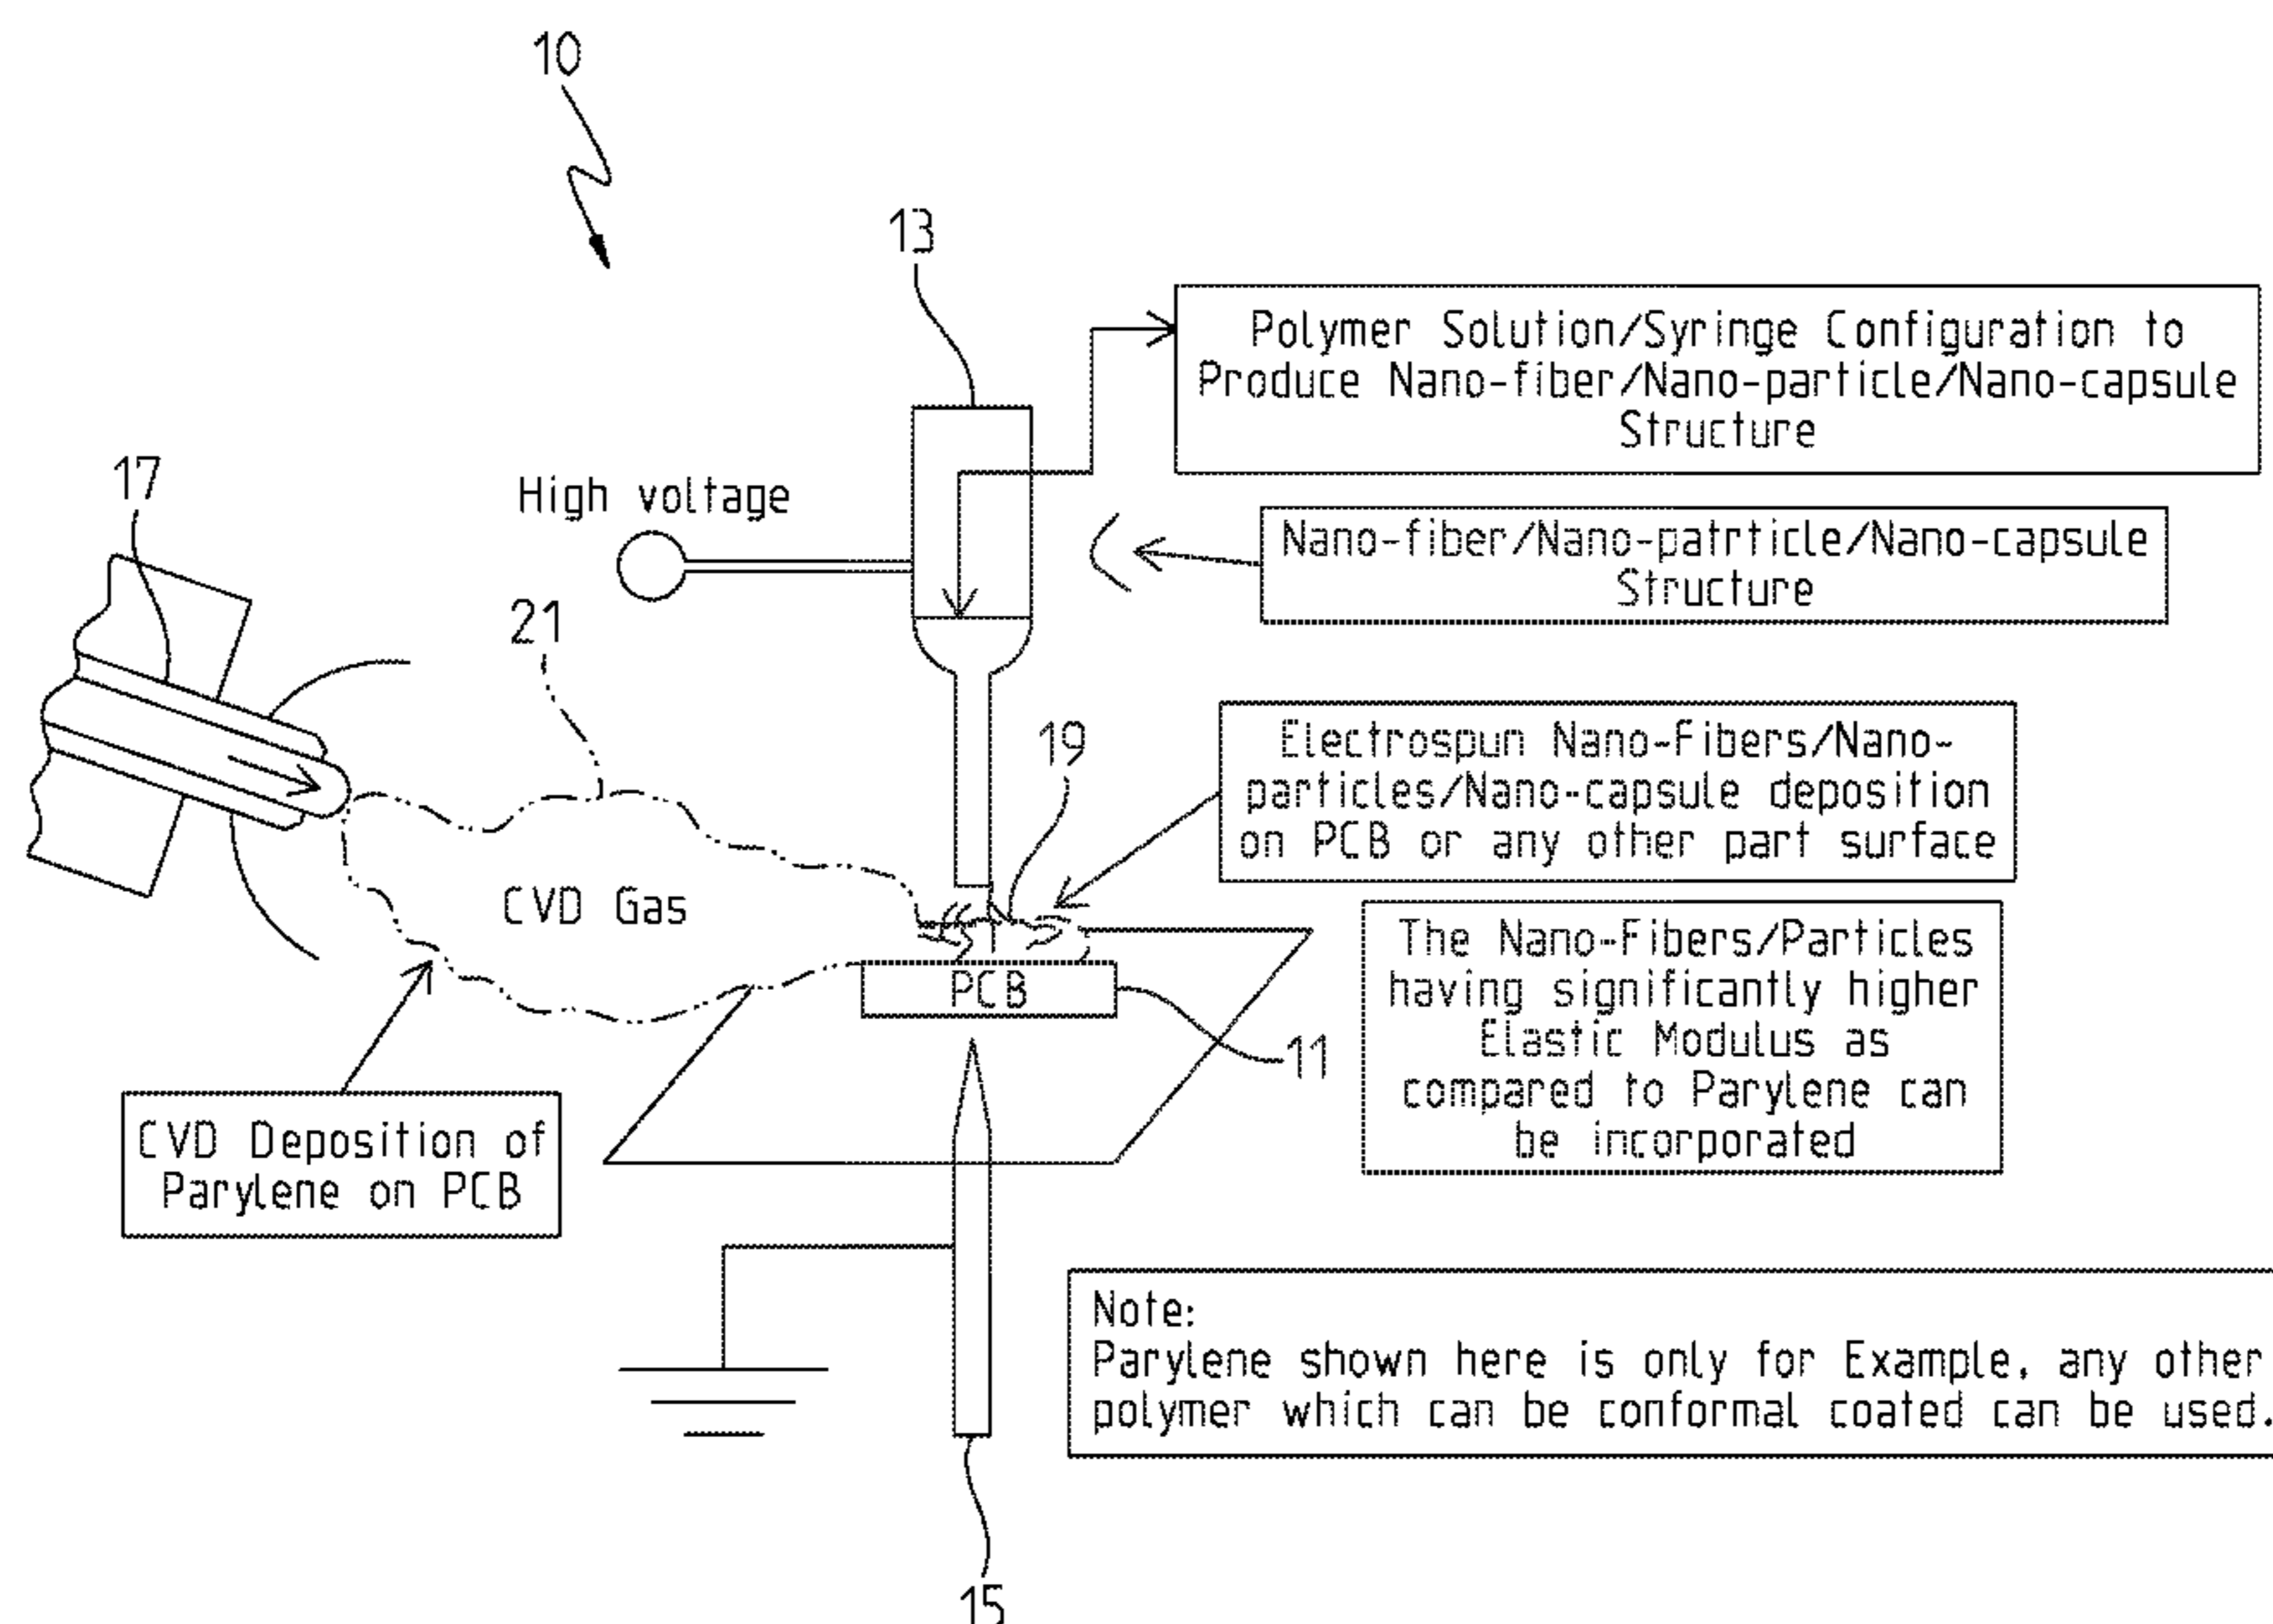 10
13
Polymer Solution/Syringe Configuration to
Produce Nano-fiber/Nano-particle/Nano-capsule
Structure
17
High voltage
Nano-fiber/Nano-patrticle/Nano-capsule
Structure
21
19
Electrospun Nano-Fibers/Nano-
particles/Nano-capsule deposition
on PCB or any other part surface
CVD Gas
PCB
The Nano-Fibers/Particles
having significantly higher
Elastic Modulus as
compared to Parylene can
be incorporated
11
CVD Deposition of
Parylene on PCB
Note:
Parylene shown here is only for Example, any other
polymer which can be conformal coated can be used.
15